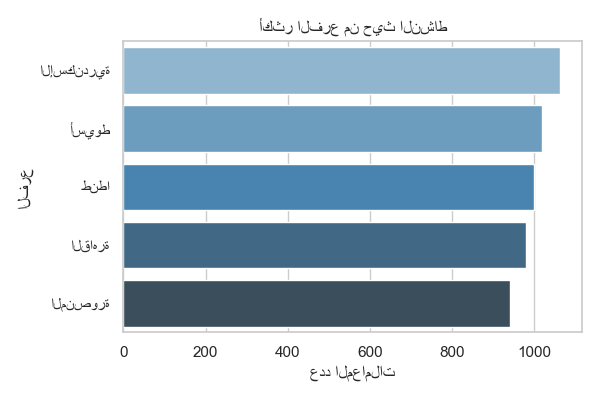 أكثر الفرع من حيث النشاط
الإسكندرية
أسيوط
طنطا
القاهرة
المنصورة
الفرع
0 200 400 600 800 1000
عدد المعاملات